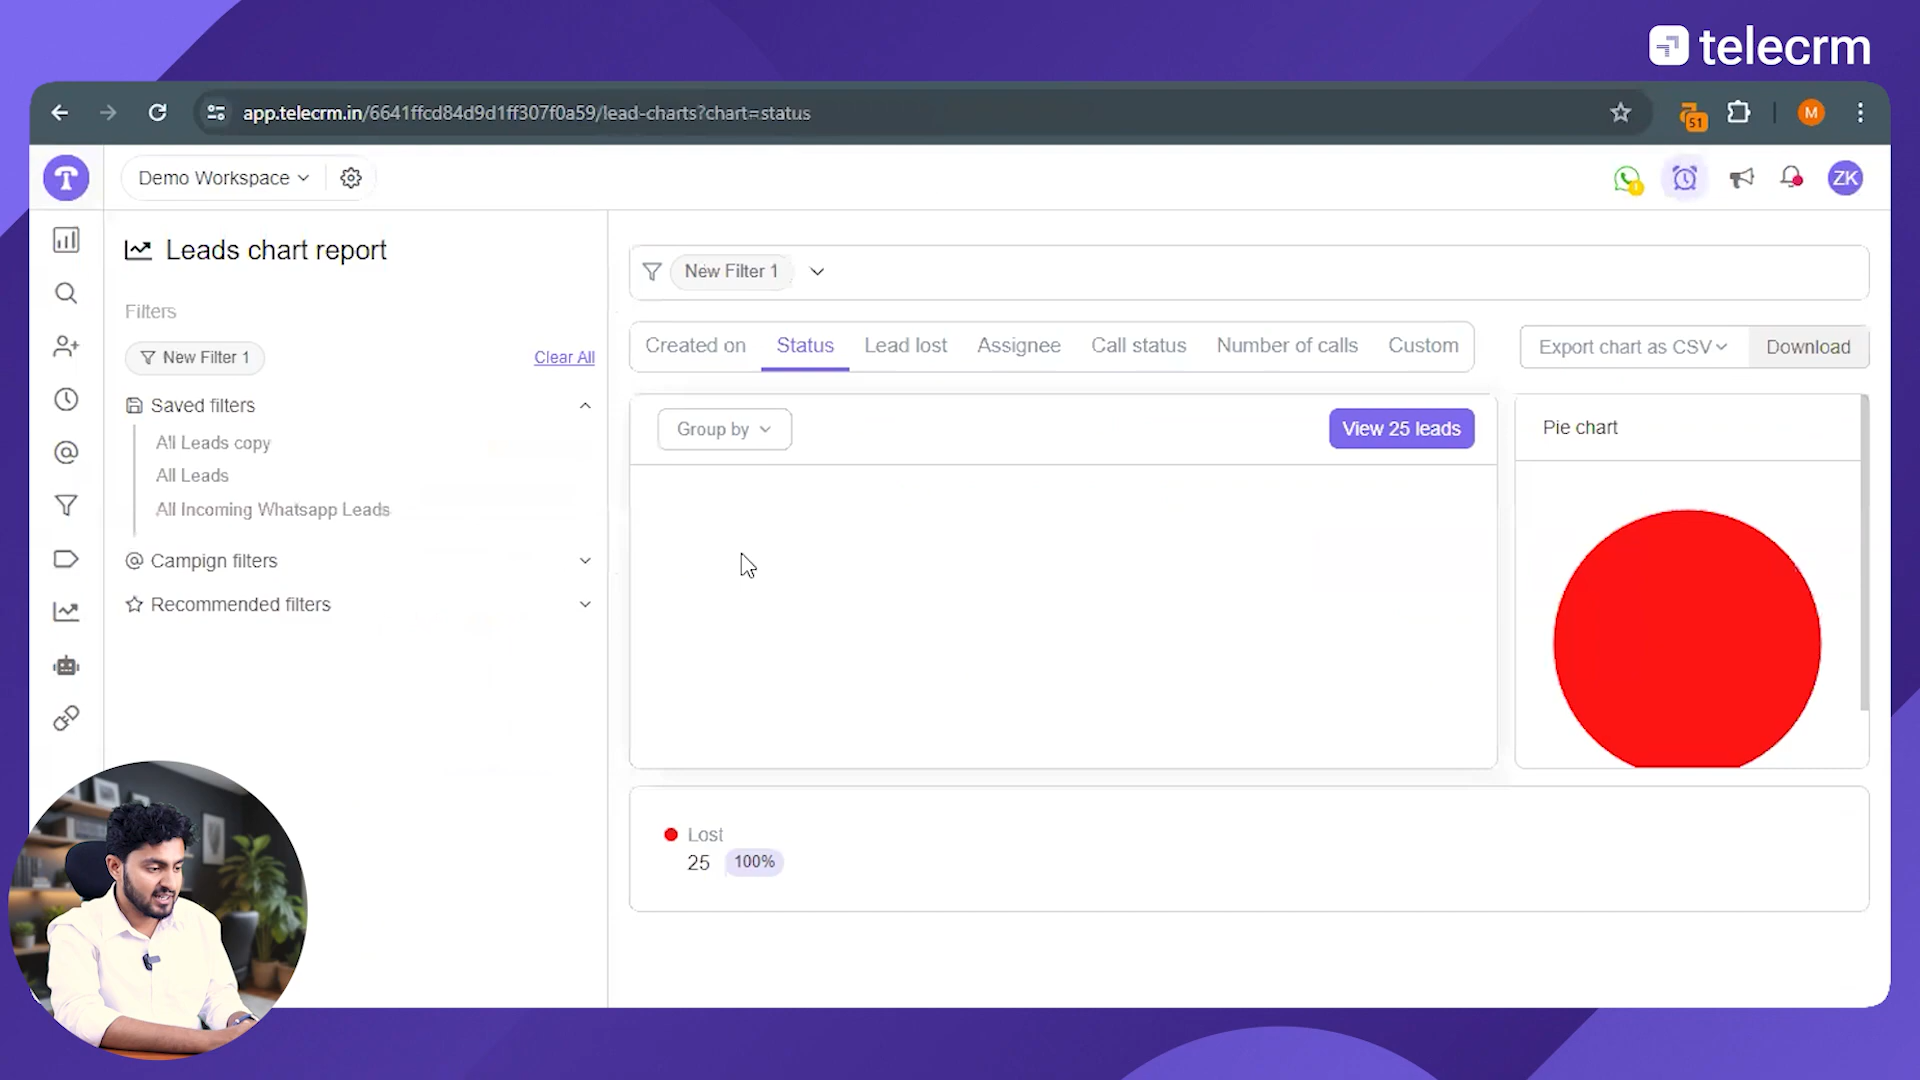 telecrm
app.telecrm.in/6641ffcd84d9d1ff307f0a59/lead-charts?chart=status
51
M
Demo Workspace
ZK
Leads chart report
Filters
New Filter 1
Clear All
Saved filters
All Leads copy
All Leads
All Incoming Whatsapp Leads
Campign filters
Recommended filters
New Filter 1
Created on
Status
Lead lost
Assignee
Call status
Number of calls
Custom
Export chart as CSV
Download
Group by
View 25 leads
Pie chart
Lost
25 100%